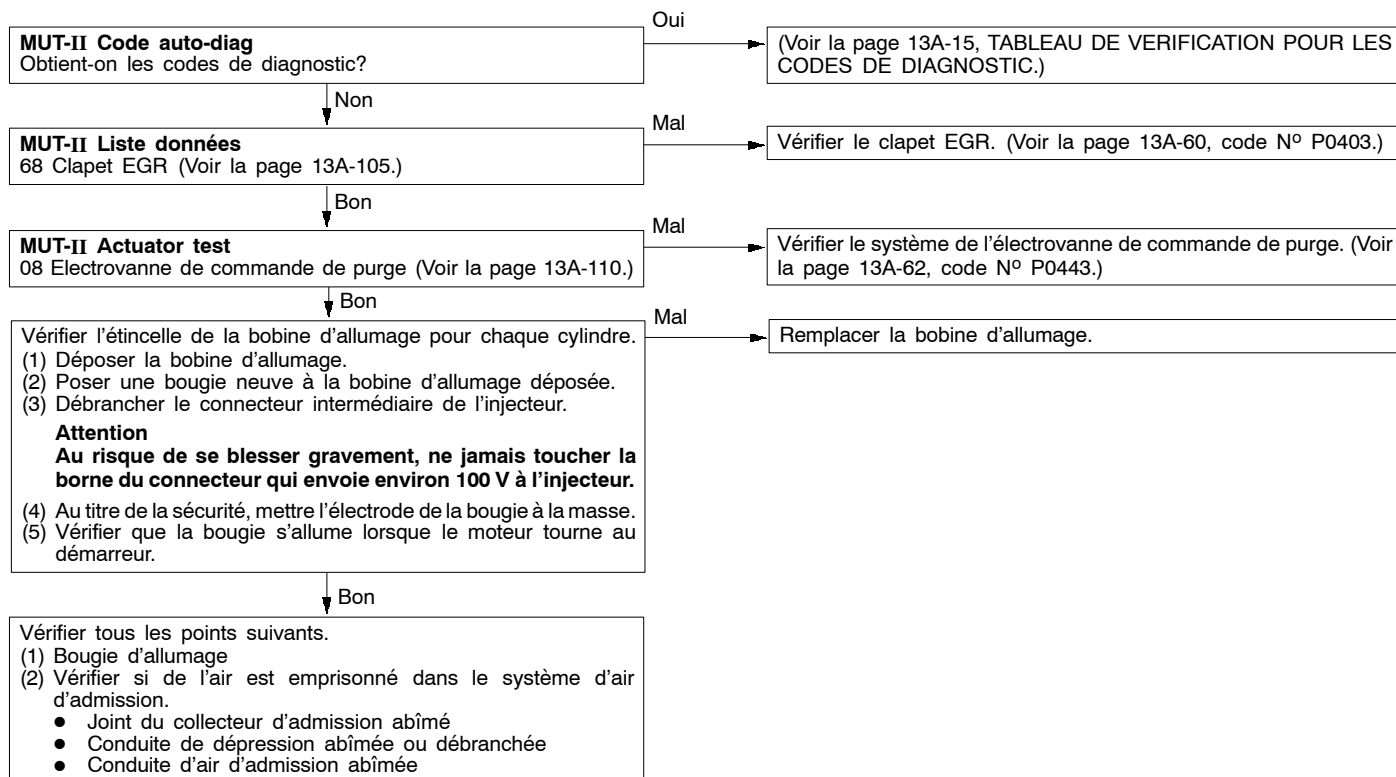 Oui
MUT-II Code auto-diag
Obtient-on les codes de diagnostic?
(Voir la page 13A-15, TABLEAU DE VERIFICATION POUR LES
CODES DE DIAGNOSTIC.)
Non
Mal
MUT-II Liste données
68 Clapet EGR (Voir la page 13A-105.)
Vérifier le clapet EGR. (Voir la page 13A-60, code Nº P0403.)
Bon
Mal
MUT-II Actuator test
08 Electrovanne de commande de purge (Voir la page 13A-110.)
Vérifier le système de l'électrovanne de commande de purge. (Voir
la page 13A-62, code Nº P0443.)
Bon
Mal
Vérifier l'étincelle de la bobine d'allumage pour chaque cylindre.
(1) Déposer la bobine d'allumage.
(2) Poser une bougie neuve à la bobine d'allumage déposée.
(3) Débrancher le connecteur intermédiaire de l'injecteur.
Attention
Au risque de se blesser gravement, ne jamais toucher la
borne du connecteur qui envoie environ 100 V à l'injecteur.
(4) Au titre de la sécurité, mettre l'électrode de la bougie à la masse.
(5) Vérifier que la bougie s'allume lorsque le moteur tourne au
démarreur.
Remplacer la bobine d'allumage.
Bon
Vérifier tous les points suivants.
(1) Bougie d'allumage
(2) Vérifier si de l'air est emprisonné dans le système d'air
d'admission.
● Joint du collecteur d'admission abîmé
● Conduite de dépression abîmée ou débranchée
● Conduite d'air d'admission abîmée